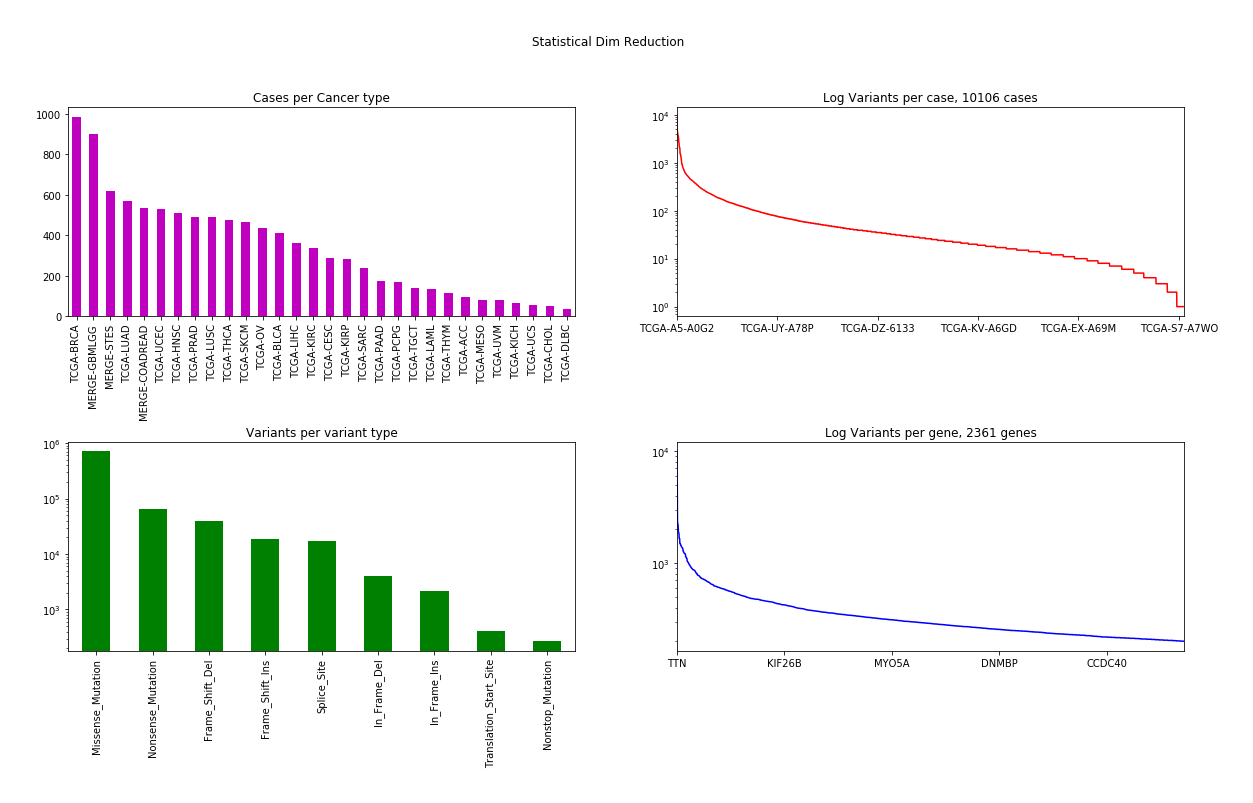 Statistical Dim Reduction
Cases per Cancer type
1000
800
600
400
200
0
TCGA-BRCA
MERGE-GBMLGG
MERGE-STES
TCGA-LUAD
MERGE-COADREAD
TCGA-UCEC
TCGA-HNSC
TCGA-PRAD
TCGA-LUSC
TCGA-THCA
TCGA-SKCM
TCGA-OV
TCGA-BLCA
TCGA-LIHC
TCGA-KIRC
TCGA-CESC
TCGA-KIRP
TCGA-SARC
TCGA-PAAD
TCGA-PCPG
TCGA-TGCT
TCGA-LAML
TCGA-THYM
TCGA-ACC
TCGA-MESO
TCGA-UVM
TCGA-KICH
TCGA-UCS
TCGA-CHOL
TCGA-DLBC
Log Variants per case, 10106 cases
10⁴
10³
10²
10¹
10⁰
TCGA-A5-A0G2 TCGA-UY-A78P TCGA-DZ-6133 TCGA-KV-A6GD TCGA-EX-A69M TCGA-S7-A7WO
Variants per variant type
10⁶
10⁵
10⁴
10³
Missense_Mutation
Nonsense_Mutation
Frame_Shift_Del
Frame_Shift_Ins
Splice_Site
In_Frame_Del
In_Frame_Ins
Translation_Start_Site
Nonstop_Mutation
Log Variants per gene, 2361 genes
10⁴
10³
TTN KIF26B MYO5A DNMBP CCDC40